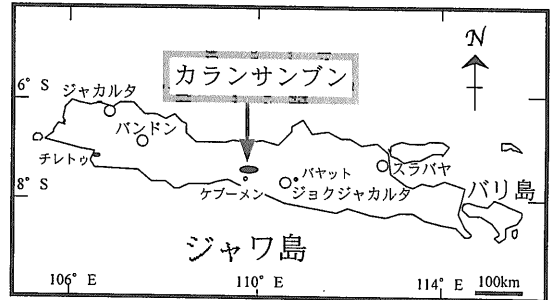 カランサンブン
N
6° S
ジャカルタ
バンドン
チレトゥ
8° S
ケブーメン
バヤット
ジョクジャカルタ
スラバヤ
バリ島
ジャワ島
106° E
110° E
114° E
100km